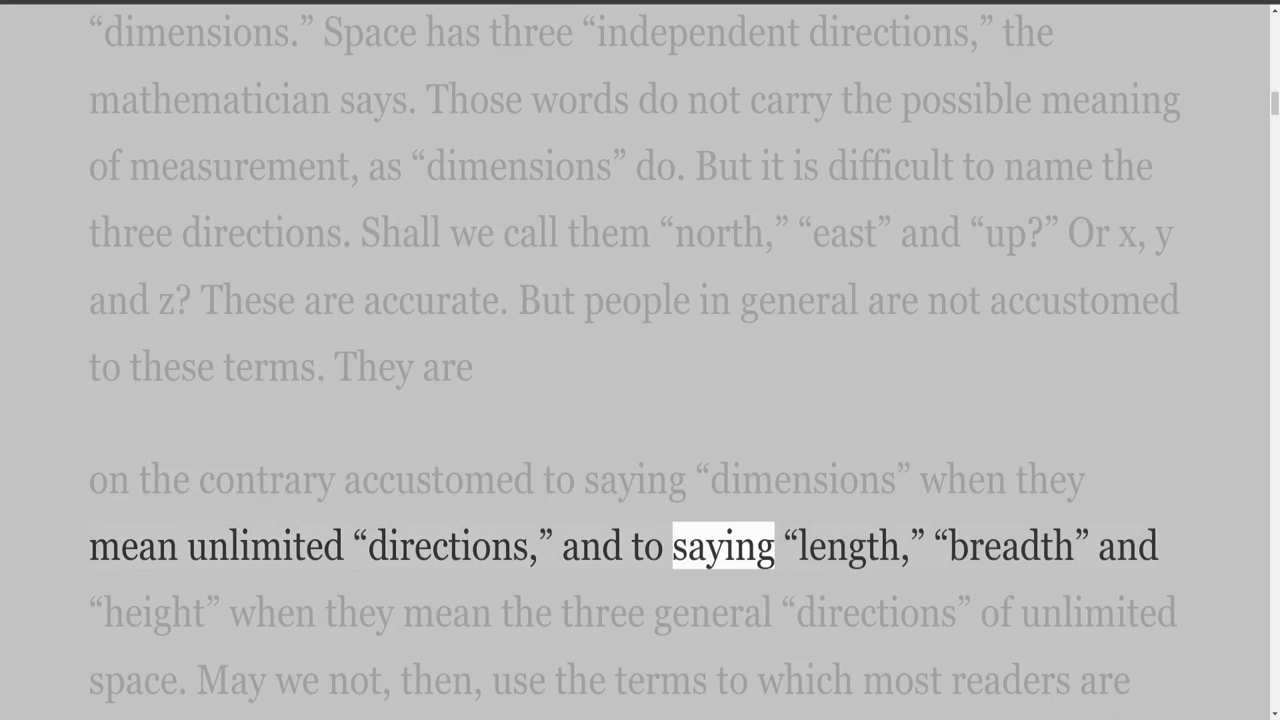 “dimensions.” Space has three “independent directions,” the
mathematician says. Those words do not carry the possible meaning
of measurement, as “dimensions” do. But it is difficult to name the
three directions. Shall we call them “north,” “east” and “up?” Or x, y
and z? These are accurate. But people in general are not accustomed
to these terms. They are
on the contrary accustomed to saying “dimensions” when they
mean unlimited “directions,” and to saying “length,” “breadth” and
“height” when they mean the three general “directions” of unlimited
space. May we not, then, use the terms to which most readers are